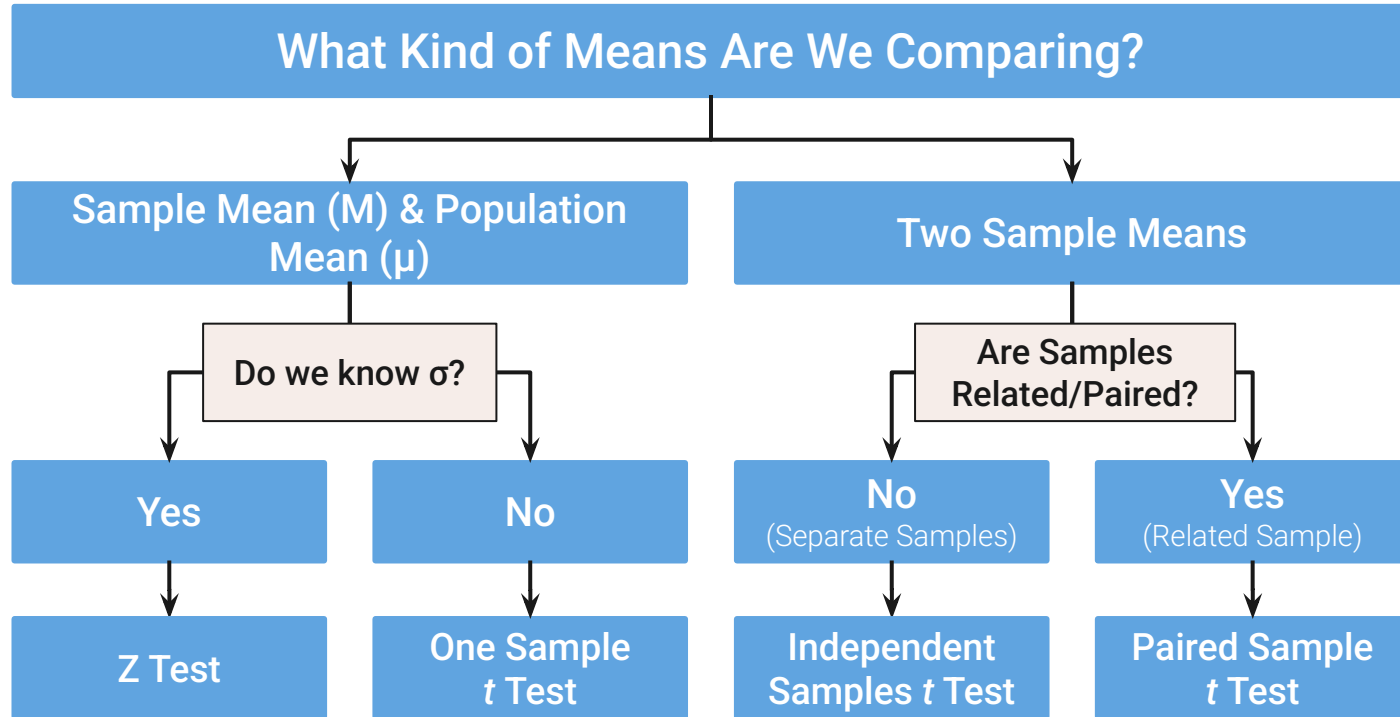 What Kind of Means Are We Comparing?
Sample Mean (M) & Population
Mean (µ)
Two Sample Means
Do we know σ?
Are Samples
Related/Paired?
Yes
No
No
(Separate Samples)
Yes
(Related Sample)
Z Test
One Sample
t Test
Independent
Samples t Test
Paired Sample
t Test